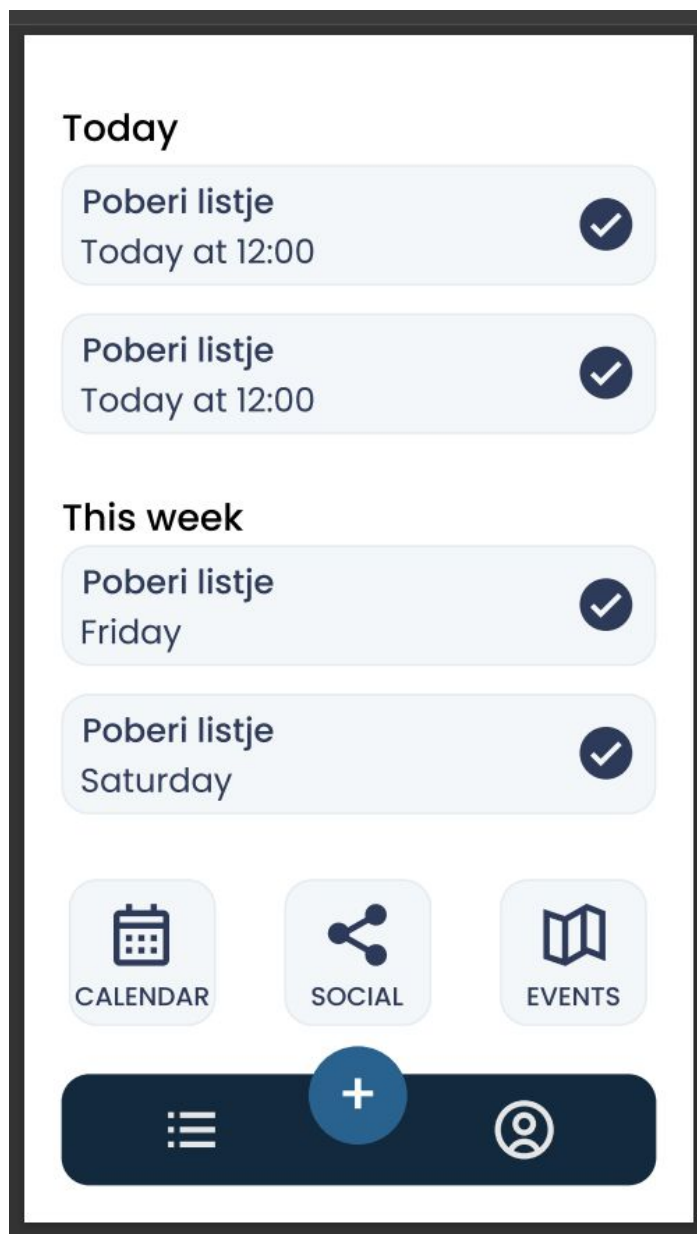 Today
Poberi listje
Today at 12:00
Poberi listje
Today at 12:00
This week
Poberi listje
Friday
Poberi listje
Saturday
CALENDAR
SOCIAL
EVENTS